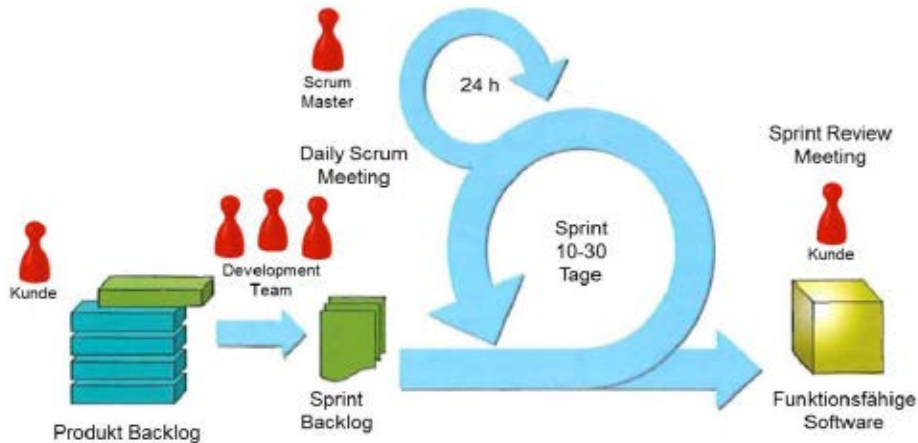 Scrum
Master
24 h
Daily Scrum
Meeting
Sprint Review
Meeting
Kunde
Development
Team
Sprint
10-30
Tage
Kunde
Sprint
Backlog
Produkt Backlog
Funktionsfähige
Software